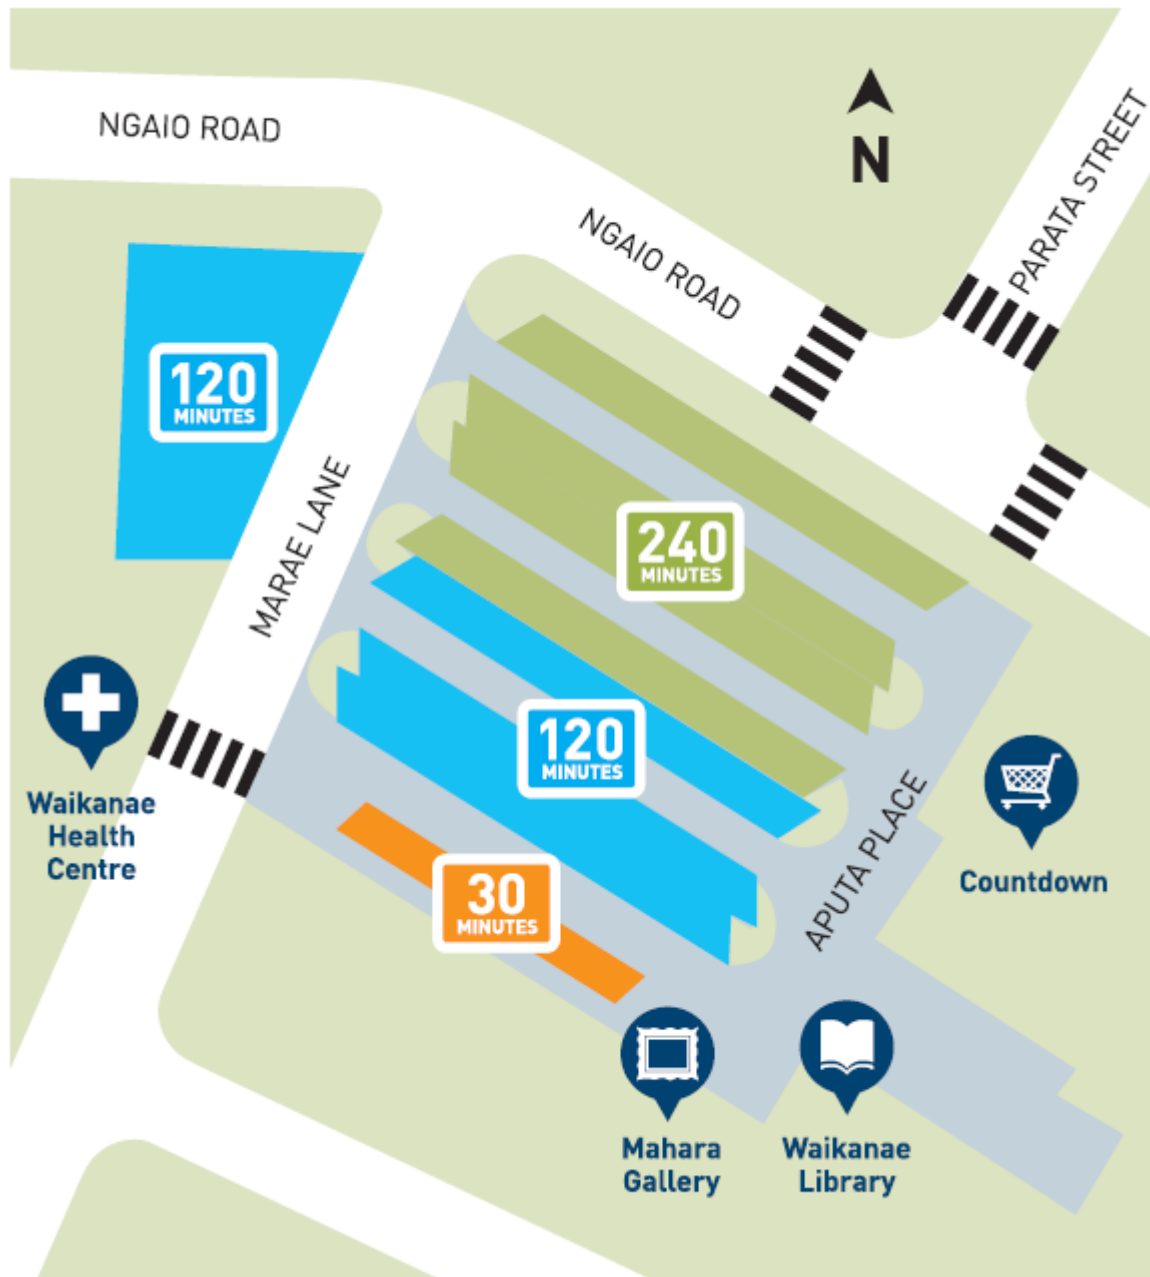 NGAIO ROAD
N
PARATA STREET
NGAIO ROAD
120
MINUTES
MARAE LANE
240
MINUTES
Waikanae
Health
Centre
120
MINUTES
APUTA PLACE
Countdown
30
MINUTES
Mahara
Gallery
Waikanae
Library